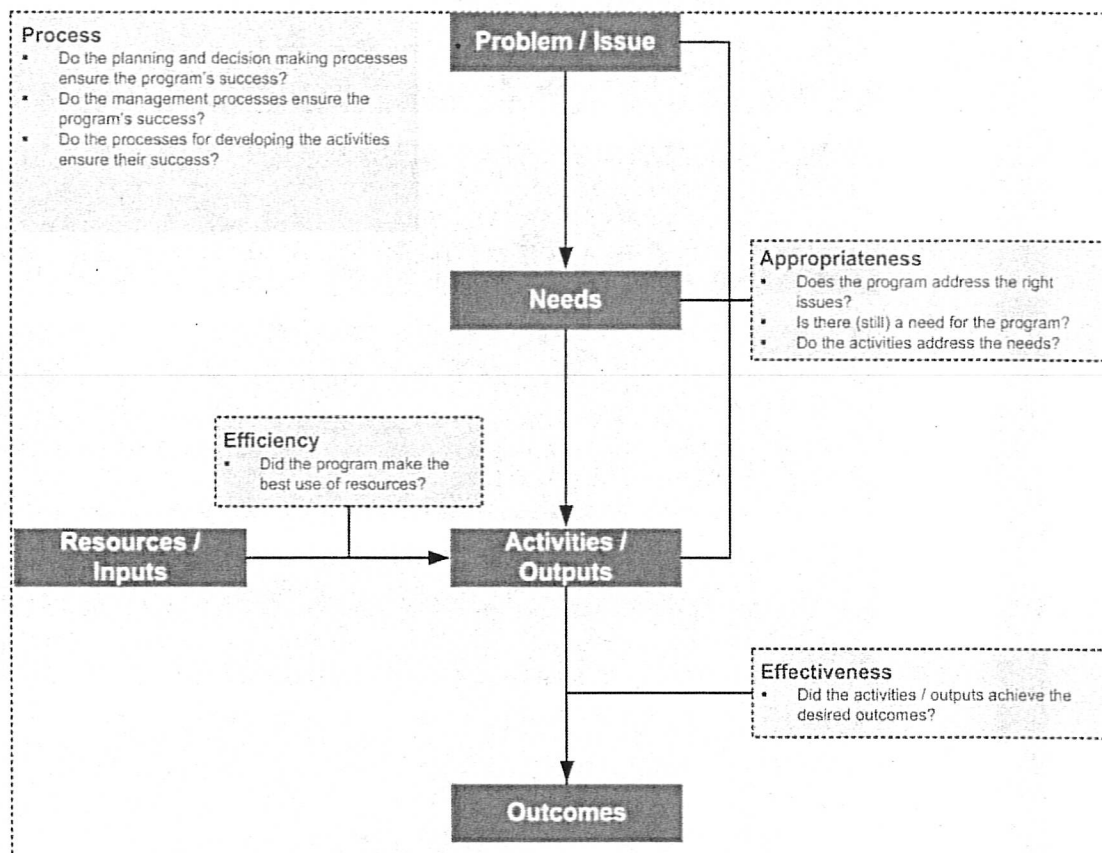 Process
▪ Do the planning and decision making processes
ensure the program's success?
▪ Do the management processes ensure the
program's success?
▪ Do the processes for developing the activities
ensure their success?
Problem / Issue
Needs
Appropriateness
▪ Does the program address the right
issues?
▪ Is there (still) a need for the program?
▪ Do the activities address the needs?
Efficiency
▪ Did the program make the
best use of resources?
Resources /
Inputs
Activities /
Outputs
Effectiveness
▪ Did the activities / outputs achieve the
desired outcomes?
Outcomes